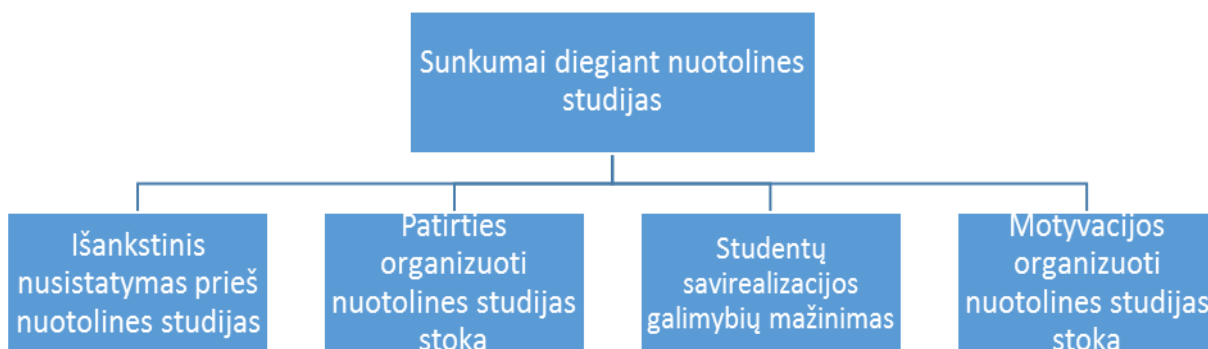 Sunkumai diegiant nuotolines
studijas
Išankstinis
nusistatymas prieš
nuotolines studijas
Patirties
organizuoti
nuotolines studijas
stoka
Studentų
savirealizacijos
galimybių mažinimas
Motyvacijos
organizuoti
nuotolines studijas
stoka